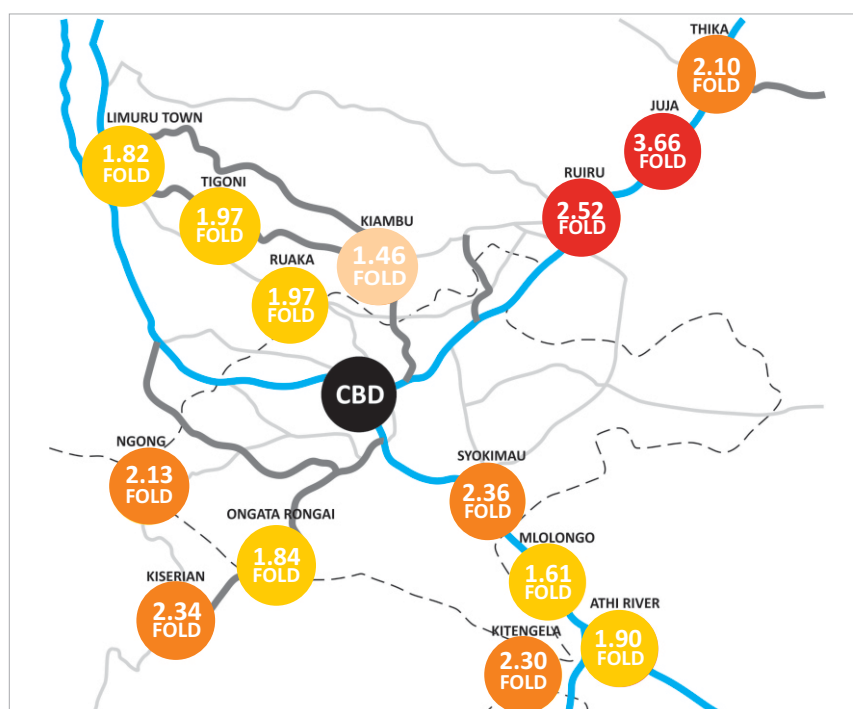 THIKA
2.10
FOLD
JUJA
3.66
FOLD
LIMURU TOWN
1.82
FOLD
RUIRU
2.52
FOLD
TIGONI
1.97
FOLD
KIAMBU
1.46
FOLD
RUAKA
1.97
FOLD
CBD
NGONG
2.13
FOLD
SYOKIMAU
2.36
FOLD
ONGATA RONGAI
1.84
FOLD
MLOLONGO
1.61
FOLD
KISERIAN
2.34
FOLD
ATHI RIVER
1.90
FOLD
KITENGELA
2.30
FOLD